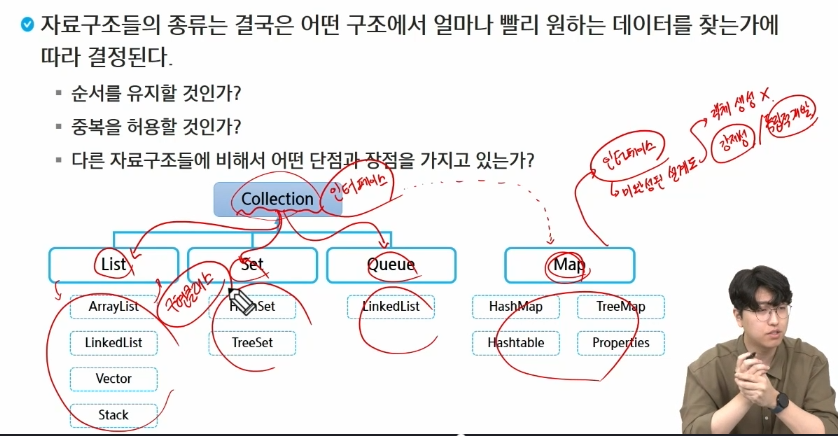 자료구조들의 종류는 결국은 어떤 구조에서 얼마나 빨리 원하는 데이터를 찾는가에
따라 결정된다.
순서를 유지할 것인가?
중복을 허용할 것인가?
다른 자료구조들에 비해서 어떤 단점과 장점을 가지고 있는가?
객체 생성 X
강제성 / 독립적 개발
인터페이스
미완성된 설계도
Collection 인터페이스
List Set Queue Map
구현클래스
ArrayList HashSet LinkedList HashMap TreeMap
LinkedList TreeSet Hashtable Properties
Vector
Stack